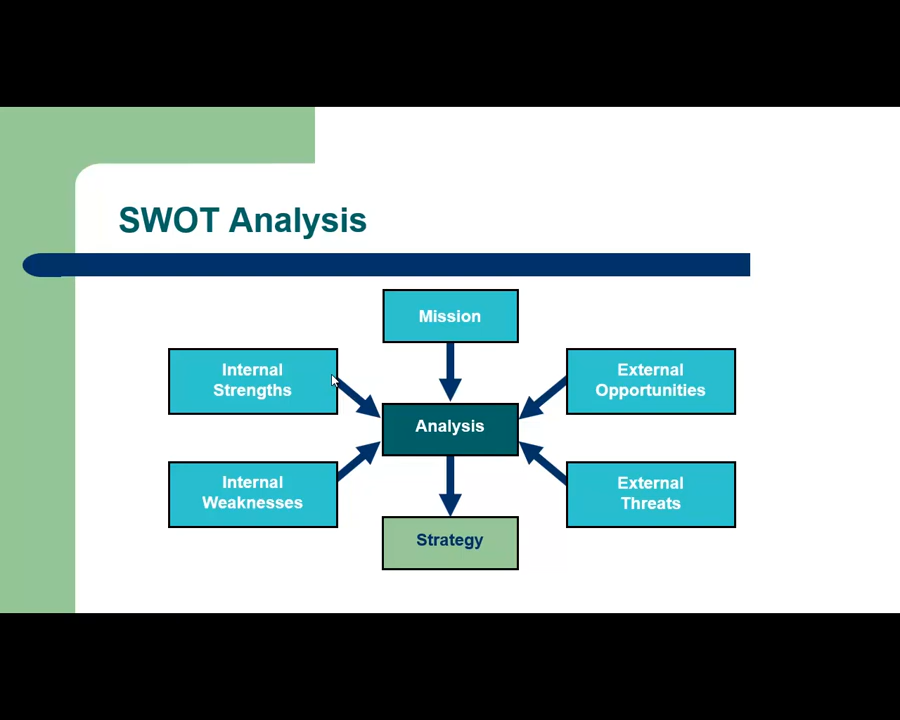 SWOT Analysis
Mission
Internal
Strengths
External
Opportunities
Analysis
Internal
Weaknesses
External
Threats
Strategy